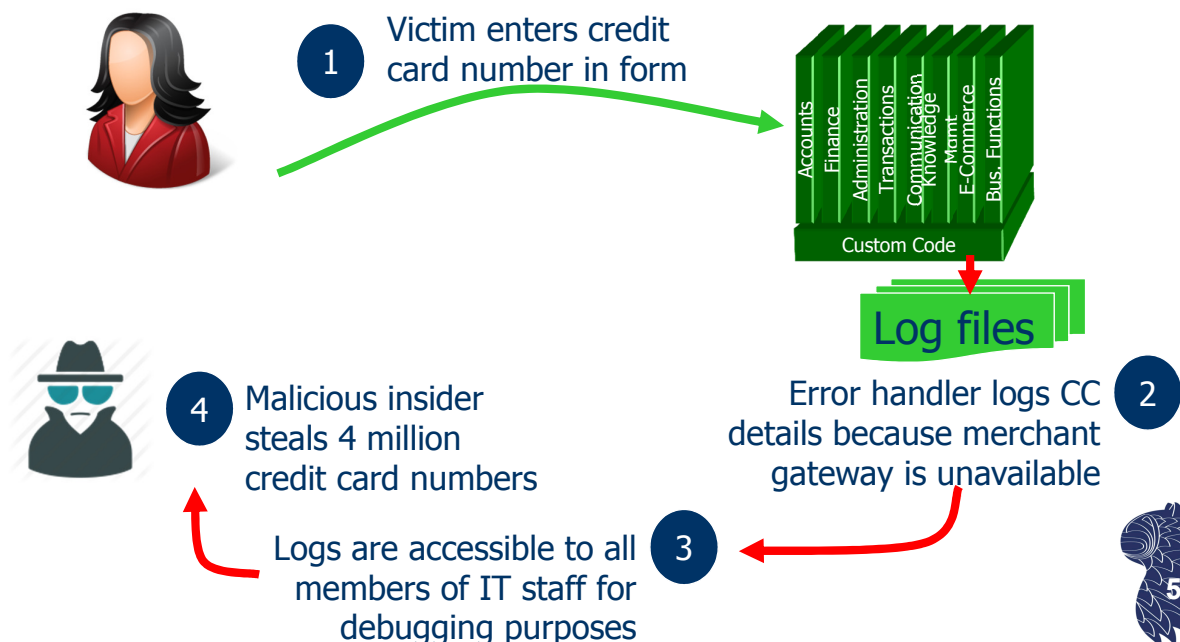 1
Victim enters credit
card number in form
Accounts
Finance
Administration
Transactions
Communication
Knowledge
Mgmt
E-Commerce
Bus. Functions
Custom Code
Log files
2
Error handler logs CC
details because merchant
gateway is unavailable
3
Logs are accessible to all
members of IT staff for
debugging purposes
4
Malicious insider
steals 4 million
credit card numbers
5